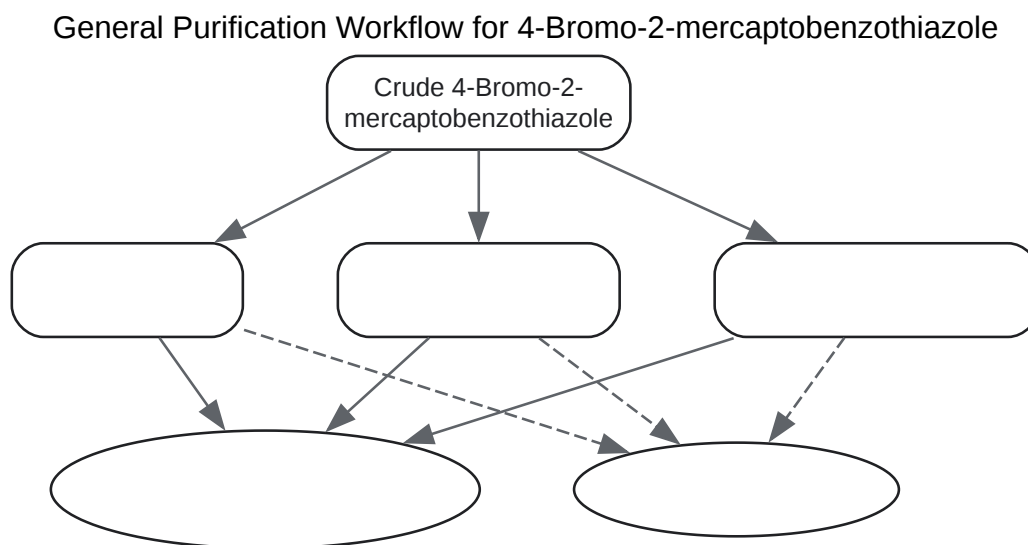 General Purification Workflow for 4-Bromo-2-mercaptobenzothiazole
Crude 4-Bromo-2-
mercaptobenzothiazole